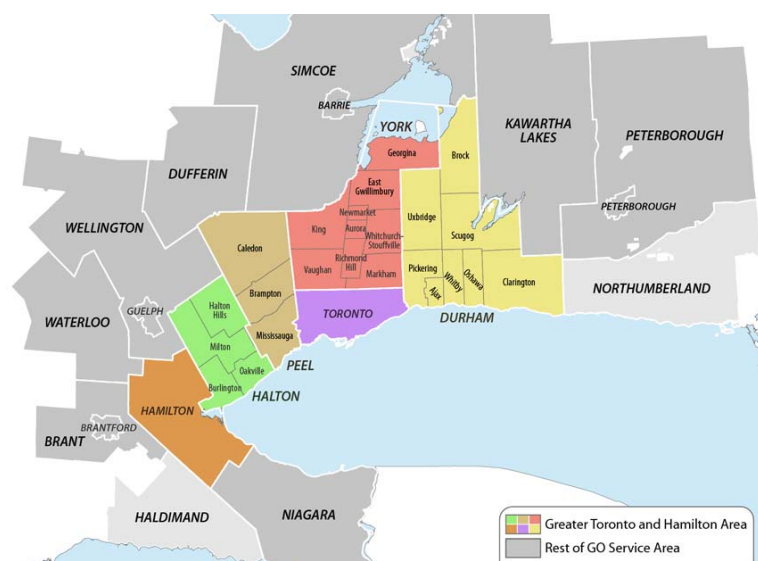 SIMCOE
BARRIE
YORK
KAWARTHA
LAKES
PETERBOROUGH
Georgina
Brock
DUFFERIN
East
Gwillimbury
PETERBOROUGH
Newmarket
Uxbridge
WELLINGTON
King
Aurora
Whitchurch-
Stouffville
Scugog
Caledon
Richmond
Hill
Vaughan
Markham
Pickering
Whitby
Oshawa
Clarington
Ajax
NORTHUMBERLAND
Brampton
Halton
Hills
GUELPH
TORONTO
DURHAM
WATERLOO
Mississauga
Milton
PEEL
Oakville
Burlington
HALTON
HAMILTON
BRANTFORD
BRANT
HALDIMAND
NIAGARA
Greater Toronto and Hamilton Area
Rest of GO Service Area